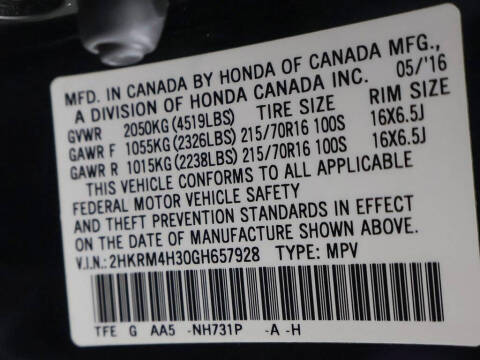 MFD. IN CANADA BY HONDA OF CANADA MFG.,
A DIVISION OF HONDA CANADA INC. 05/'16
TIRE SIZE RIM SIZE
GVWR 2050KG(4519LBS)
GAWR F 1055KG(2326LBS) 215/70R16 100S 16X6.5J
GAWR R 1015KG(2238LBS) 215/70R16 100S 16X6.5J
THIS VEHICLE CONFORMS TO ALL APPLICABLE
FEDERAL MOTOR VEHICLE SAFETY
AND THEFT PREVENTION STANDARDS IN EFFECT
ON THE DATE OF MANUFACTURE SHOWN ABOVE.
V.I.N.: 2HKRM4H30GH657928 TYPE: MPV
TFE G AA5 -NH731P -A -H